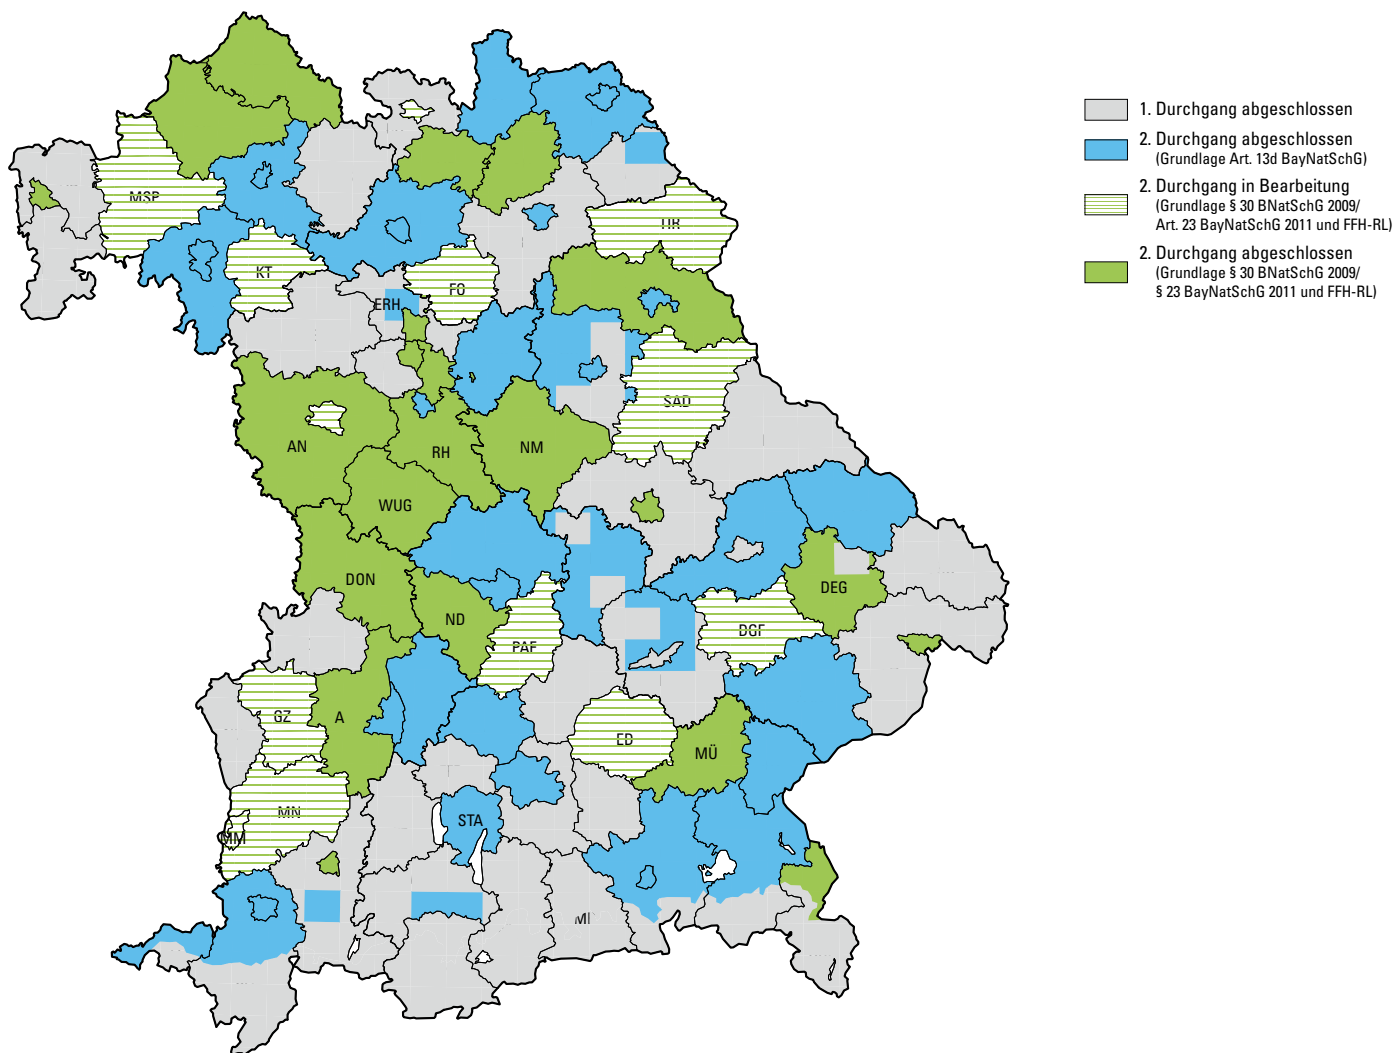 1. Durchgang abgeschlossen
2. Durchgang abgeschlossen
(Grundlage Art. 13d BayNatSchG)
2. Durchgang in Bearbeitung
(Grundlage § 30 BNatSchG 2009/
Art. 23 BayNatSchG 2011 und FFH-RL)
2. Durchgang abgeschlossen
(Grundlage § 30 BNatSchG 2009/
§ 23 BayNatSchG 2011 und FFH-RL)
MSP
KT
FO
ERH
SAD
AN
RH
NM
WUG
DON
ND
DEG
PAF
DGF
GZ
A
ED
MÜ
MN
MM
STA